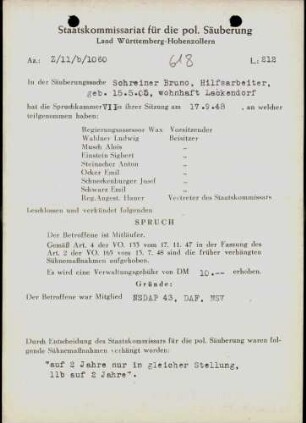 Staatskommissariat für die pol. Säuberung
Land Württemberg-Hohenzollern
Az.: Z/11/b/1060 618 L: 212
In der Säuberungssache Schreiner Bruno, Hilfsarbeiter,
geb. 15.5.08, wohnhaft Lackendorf
hat die Spruchkammer VII in ihrer Sitzung am 17.9.48 , an welcher
teilgenommen haben:
Regierungsassessor Wax Vorsitzender
Waldner Ludwig Beisitzer
Musch Alois "
Einstein Sigbert "
Steinacher Anton "
Ocker Emil "
Schneckenburger Josef "
Schwarz Emil "
Reg.Angest. Hauer Vertreter des Staatskommissars
beschlossen und verkündet folgenden
SPRUCH
Der Betroffene ist Mitläufer.
Gemäß Art. 4 der VO. 133 vom 17. 11. 47 in der Fassung des
Art. 2 der VO. 165 vom 13. 7. 48 sind die früher verhängten
Sühnemaßnahmen aufgehoben.
Es wird eine Verwaltungsgebühr von DM 10.-- erhoben.
Gründe:
Der Betroffene war Mitglied NSDAP 43, DAF, NSV
Durch Entscheidung des Staatskommissars für die pol. Säuberung waren fol-
gende Sühnemaßnahmen verhängt worden:
"auf 2 Jahre nur in gleicher Stellung,
11b auf 2 Jahre".